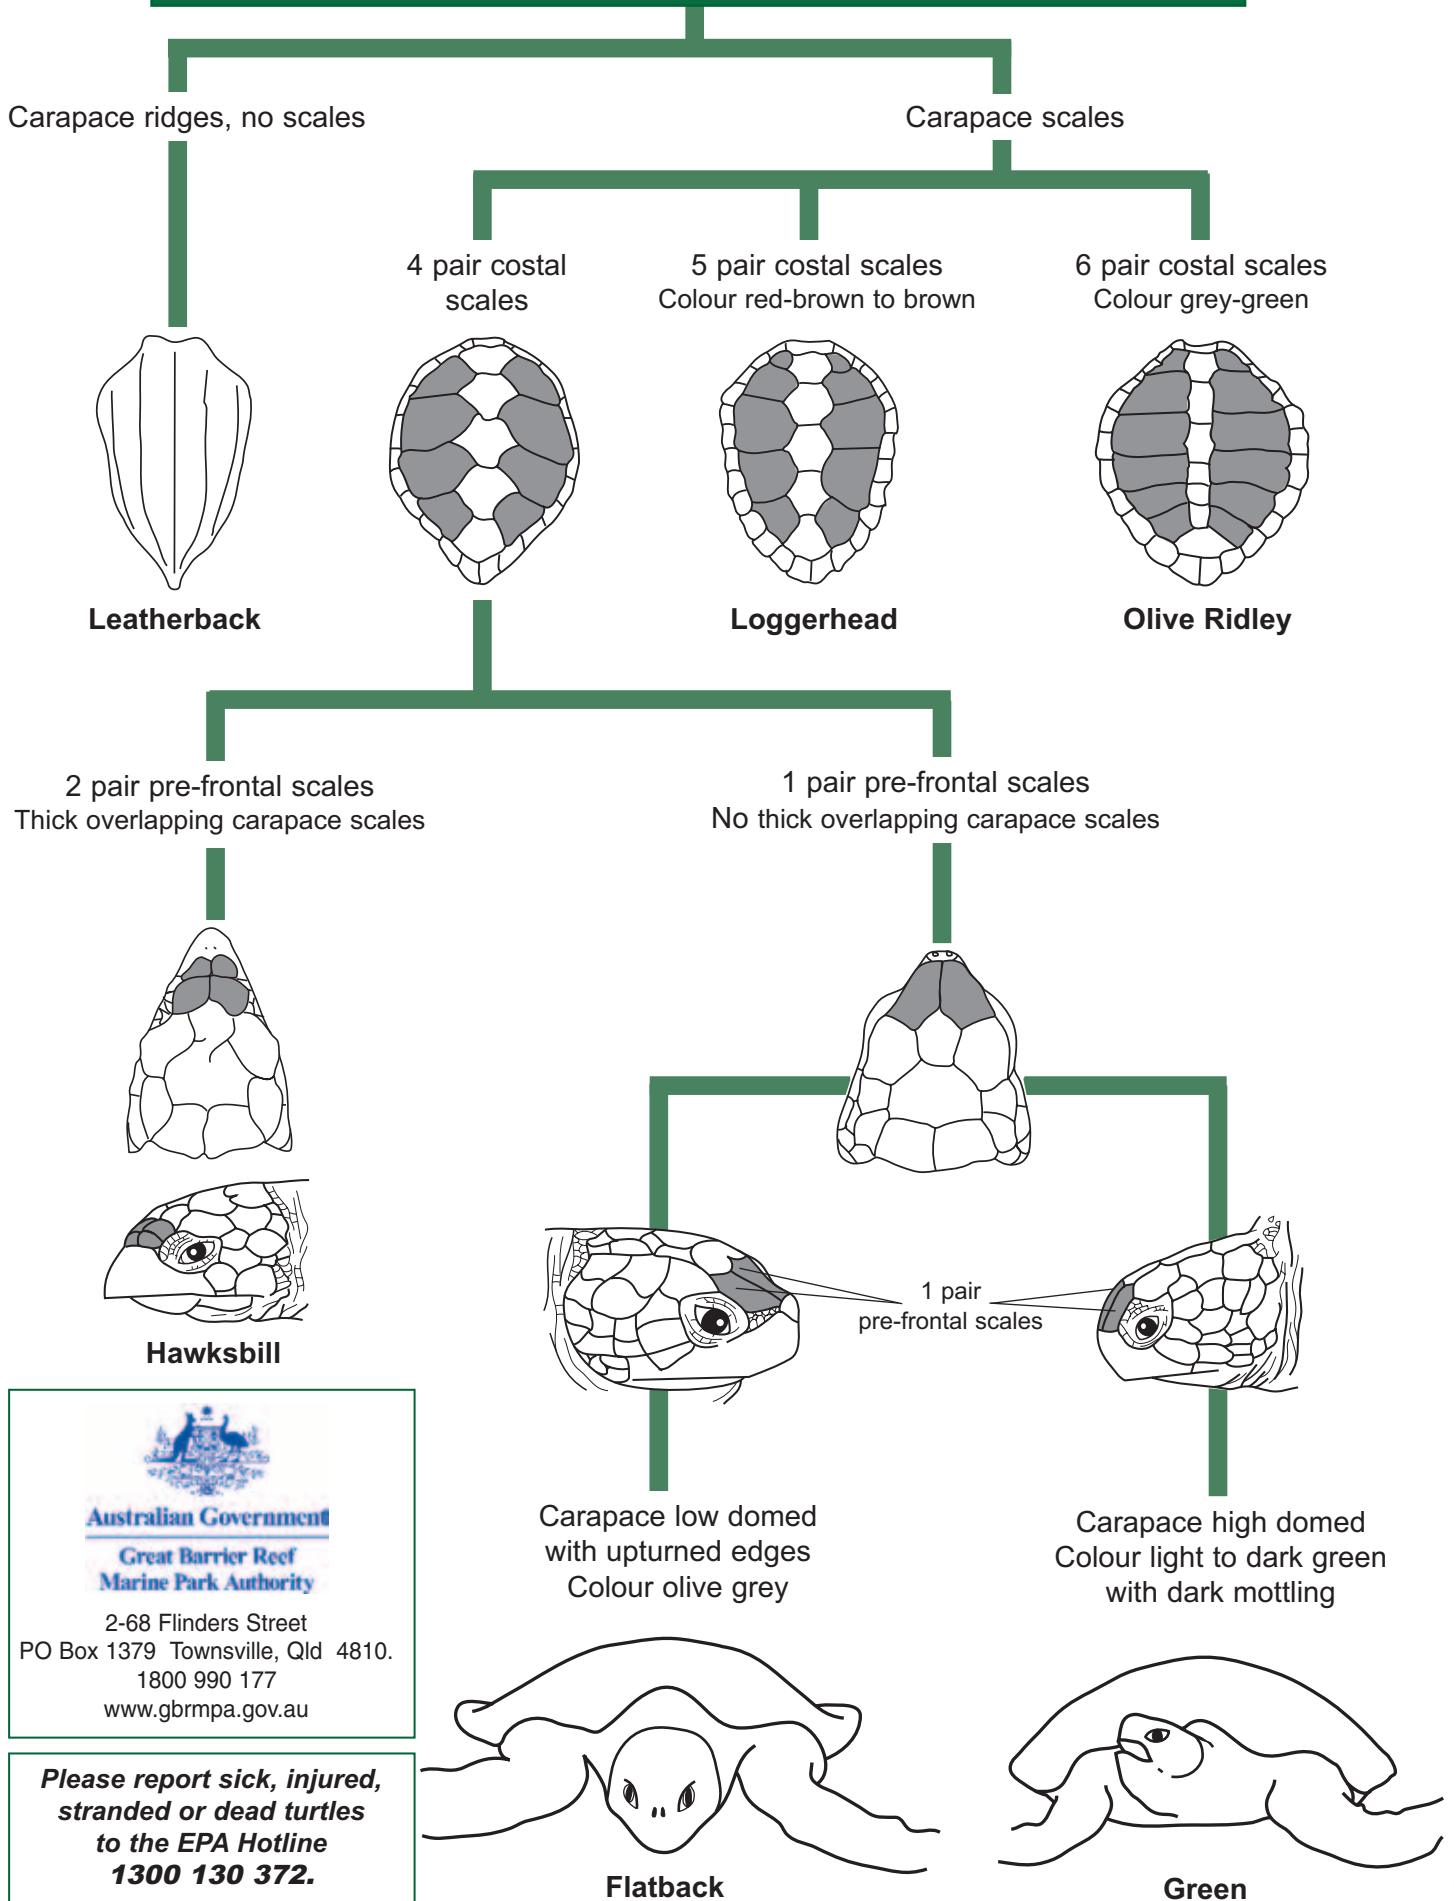 Carapace ridges, no scales
Carapace scales
4 pair costal
scales
5 pair costal scales
Colour red-brown to brown
6 pair costal scales
Colour grey-green
Leatherback
Loggerhead
Olive Ridley
2 pair pre-frontal scales
Thick overlapping carapace scales
1 pair pre-frontal scales
No thick overlapping carapace scales
1 pair
pre-frontal scales
Hawksbill
Australian Government
Great Barrier Reef
Marine Park Authority
2-68 Flinders Street
PO Box 1379 Townsville, Qld 4810.
1800 990 177
www.gbrmpa.gov.au
Carapace low domed
with upturned edges
Colour olive grey
Carapace high domed
Colour light to dark green
with dark mottling
Please report sick, injured,
stranded or dead turtles
to the EPA Hotline
1300 130 372.
Flatback
Green